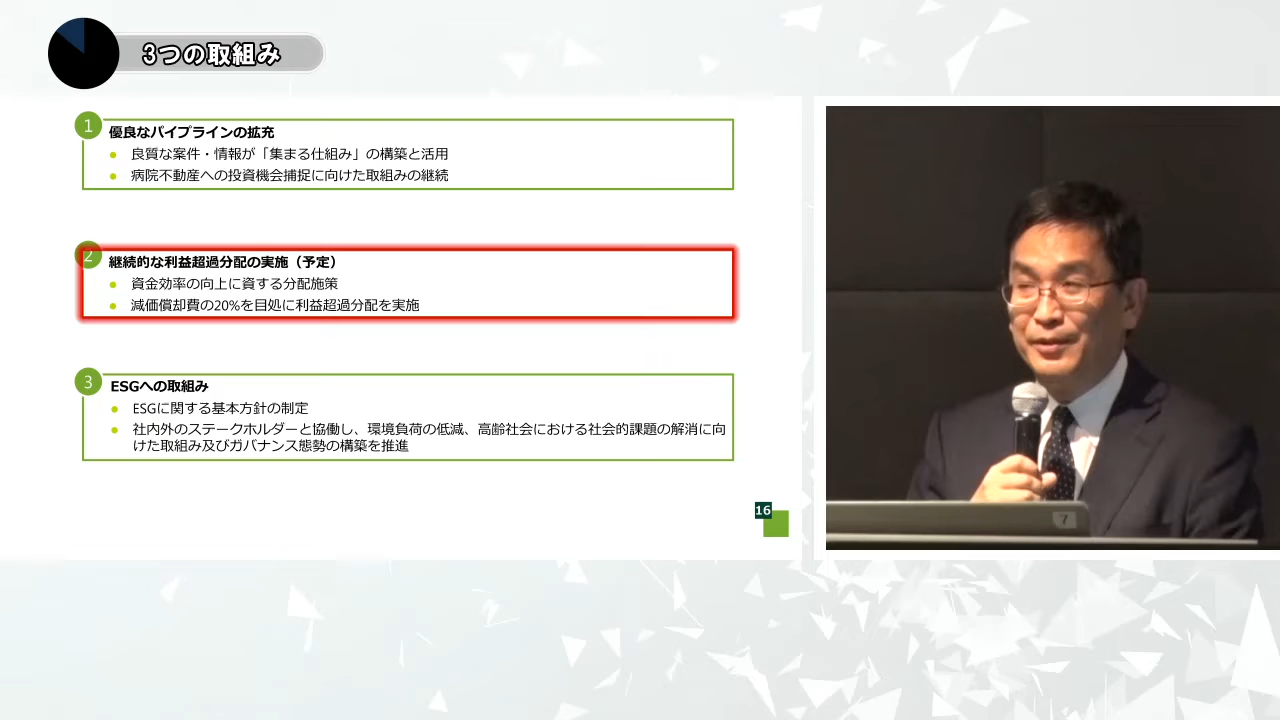 3つの取組み
1
優良なパイプラインの拡充
良質な案件・情報が「集まる仕組み」の構築と活用
病院不動産への投資機会捕捉に向けた取組みの継続
2
継続的な利益超過分配の実施（予定）
資金効率の向上に資する分配施策
減価償却費の20%を目処に利益超過分配を実施
3
ESGへの取組み
ESGに関する基本方針の制定
社内外のステークホルダーと協働し、環境負荷の低減、高齢社会における社会的課題の解消に向
けた取組み及びガバナンス態勢の構築を推進
16
7